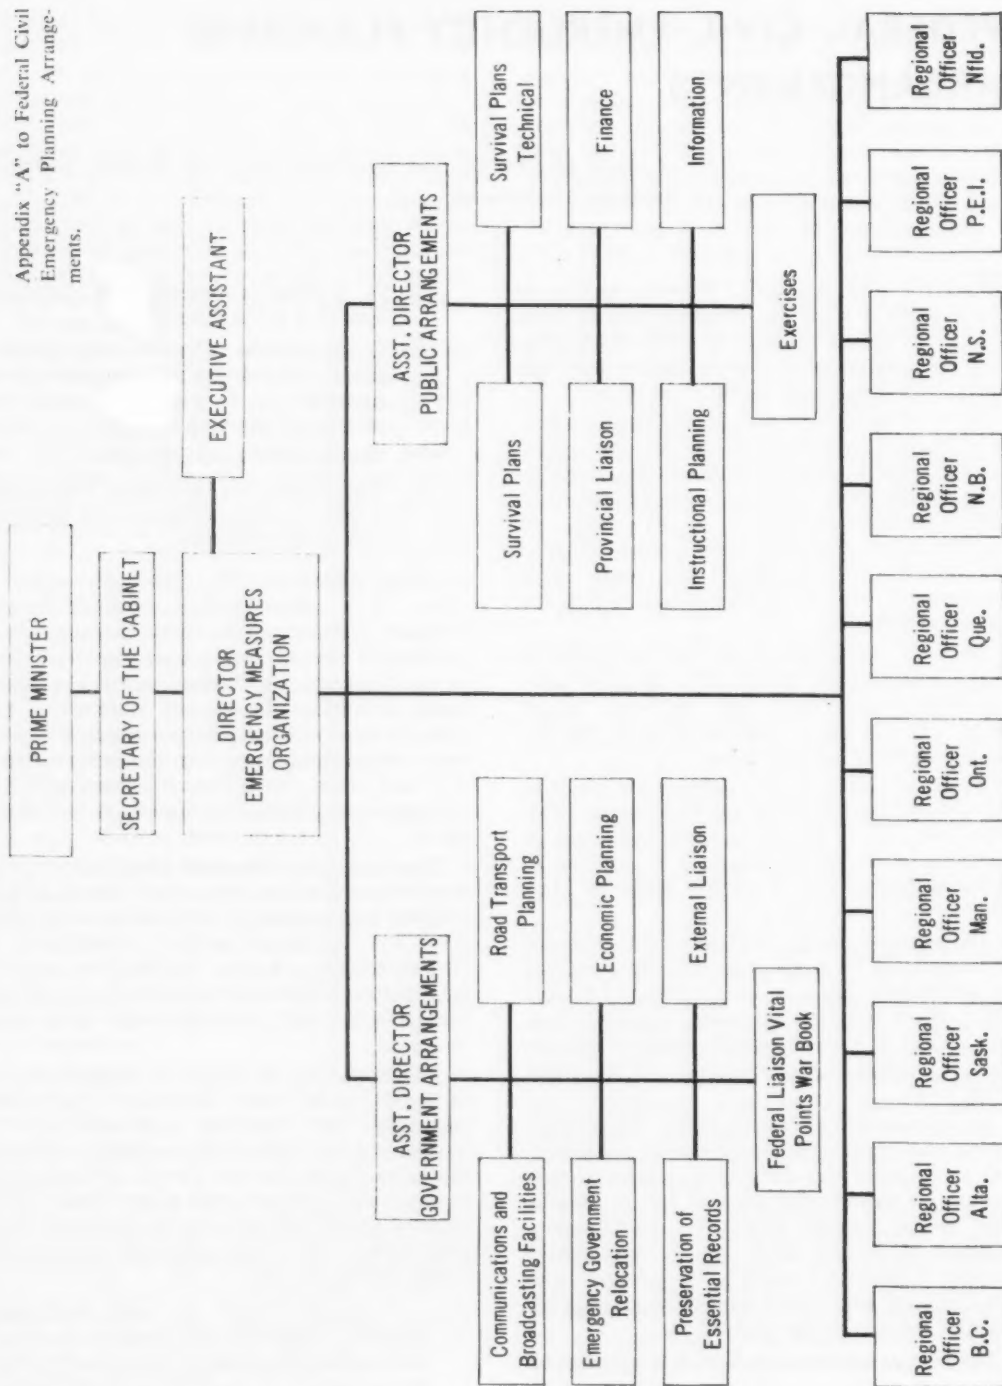 Appendix "A" to Federal Civil
Emergency Planning Arrange-
ments.
PRIME MINISTER
SECRETARY OF THE CABINET
DIRECTOR
EMERGENCY MEASURES
ORGANIZATION
EXECUTIVE ASSISTANT
ASST. DIRECTOR
GOVERNMENT ARRANGEMENTS
Communications and
Broadcasting Facilities
Road Transport
Planning
Emergency Government
Relocation
Economic Planning
Preservation of
Essential Records
External Liaison
Federal Liaison Vital
Points War Book
ASST. DIRECTOR
PUBLIC ARRANGEMENTS
Survival Plans
Survival Plans
Technical
Provincial Liaison
Finance
Instructional Planning
Information
Exercises
Regional
Officer
B.C.
Regional
Officer
Alta.
Regional
Officer
Sask.
Regional
Officer
Man.
Regional
Officer
Ont.
Regional
Officer
Que.
Regional
Officer
N.B.
Regional
Officer
N.S.
Regional
Officer
P.E.I.
Regional
Officer
Nfld.